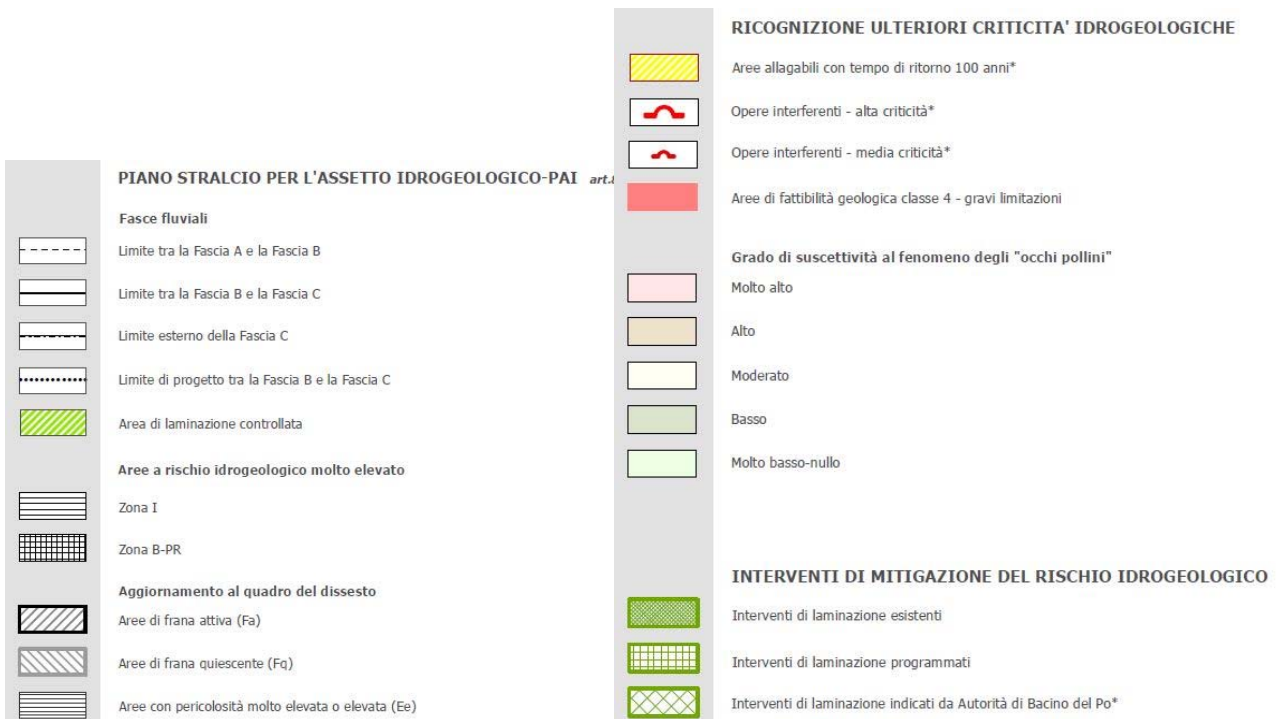 PIANO STRALCIO PER L'ASSETTO IDROGEOLOGICO-PAI
Fasce fluviali
Limite tra la Fascia A e la Fascia B
Limite tra la Fascia B e la Fascia C
Limite esterno della Fascia C
Limite di progetto tra la Fascia B e la Fascia C
Area di laminazione controllata
Aree a rischio idrogeologico molto elevato
Zona I
Zona B-PR
Aggiornamento al quadro del dissesto
Aree di frana attiva (Fa)
Aree di frana quiescente (Fq)
Aree con pericolosità molto elevata o elevata (Ee)
RICOGNIZIONE ULTERIORI CRITICITA' IDROGEOLOGICHE
Aree allagabili con tempo di ritorno 100 anni*
Opere interferenti - alta criticità*
Opere interferenti - media criticità*
Aree di fattibilità geologica classe 4 - gravi limitazioni
Grado di suscettività al fenomeno degli "occhi pollini"
Molto alto
Alto
Moderato
Basso
Molto basso-nullo
INTERVENTI DI MITIGAZIONE DEL RISCHIO IDROGEOLOGICO
Interventi di laminazione esistenti
Interventi di laminazione programmati
Interventi di laminazione indicati da Autorità di Bacino del Po*